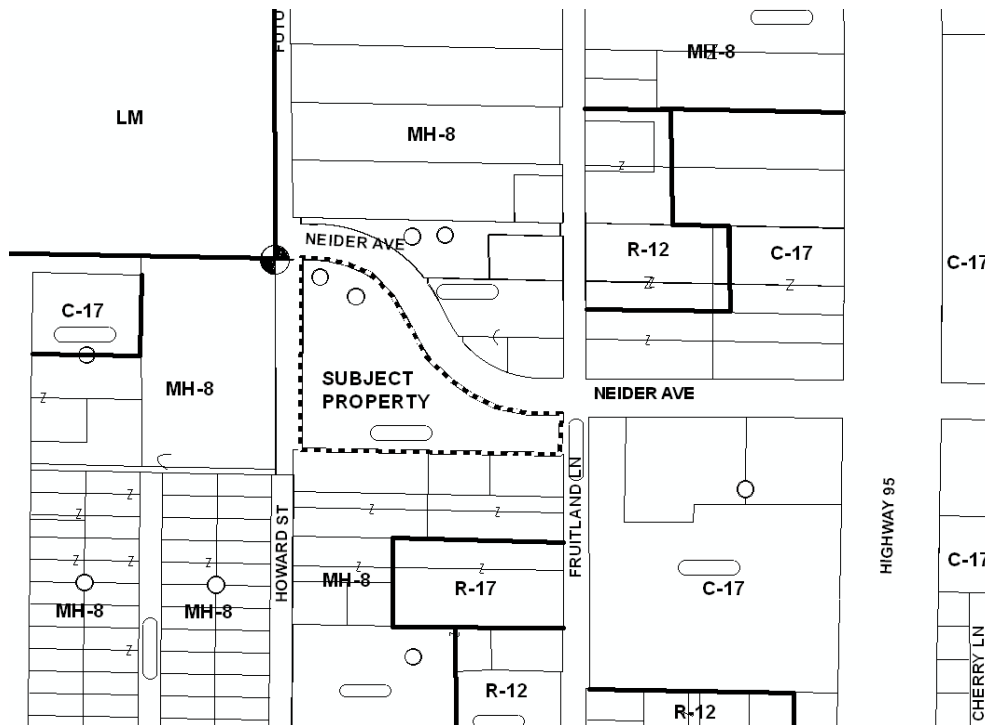 MH-8
LM
MH-8
NEIDER AVE
R-12
C-17
C-17
C-17
SUBJECT
PROPERTY
MH-8
NEIDER AVE
HIGHWAY 95
FRUITLAND LN
HOWARD ST
C-17
MH-8
R-17
C-17
MH-8
MH-8
CHERRY LN
R-12
R-12